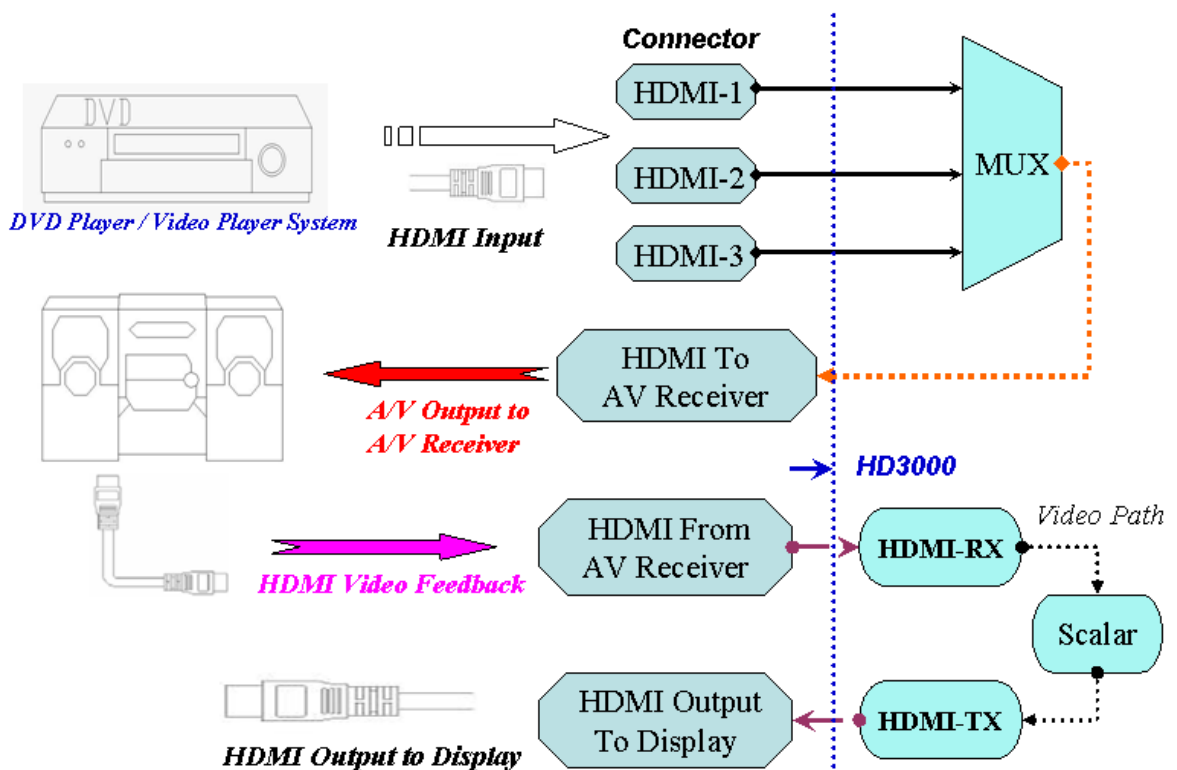 Connector
DVD
HDMI-1
HDMI-2
MUX
DVD Player / Video Player System
HDMI Input
HDMI-3
HDMI To
AV Receiver
A/V Output to
A/V Receiver
HD3000
Video Path
HDMI From
AV Receiver
HDMI-RX
HDMI Video Feedback
Scalar
HDMI Output
To Display
HDMI-TX
HDMI Output to Display